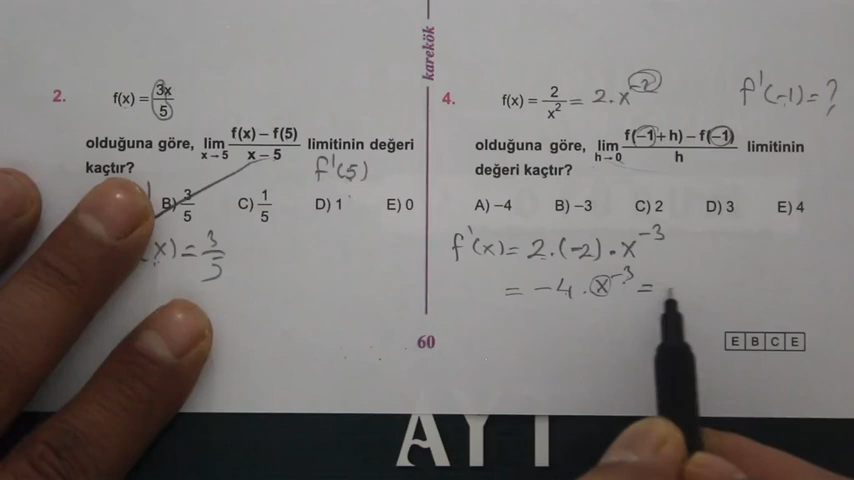 2.
f(x) = 3x/5
olduğuna göre, lim x→5 f(x) – f(5) / x – 5 limitinin değeri
kaçtır?
f'(5)
B) 3/5 C) 1/5 D) 1 E) 0
(x) = 3/5
karekök
4.
f(x) = 2/x² = 2.x⁻²
f'(-1) = ?
olduğuna göre, lim h→0 f(–1+h) – f(–1) / h limitinin
değeri kaçtır?
A) –4 B) –3 C) 2 D) 3 E) 4
f'(x) = 2.(-2).x⁻³
= -4.x⁻³ =
60
E B C E
AYT